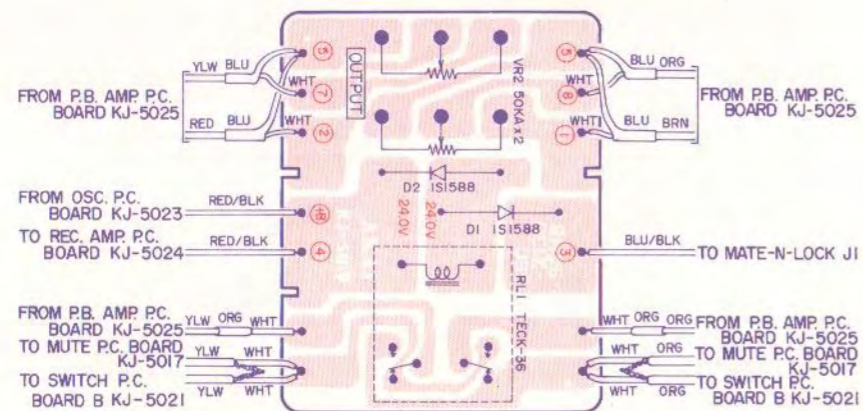 YLW BLU
FROM P.B. AMP. P.C.
BOARD KJ-5025
WHT
RED BLU
WHT
5
7
2
OUTPUT
VR2 50KA×2
5
8
1
BLU ORG
WHT
FROM P.B. AMP. P.C.
BOARD KJ-5025
WHT
BLU BRN
D2 1S1588
24.0V
24.0V
D1 1S1588
FROM OSC. P.C.
BOARD KJ-5023
RED/BLK
TO REC. AMP. P.C.
BOARD KJ-5024
RED/BLK
4
3
BLU/BLK
TO MATE-N-LOCK J1
RL1 TECK-36
FROM P.B. AMP. P.C.
BOARD KJ-5025
YLW ORG WHT
TO MUTE P.C. BOARD
KJ-5017
YLW WHT
TO SWITCH P.C.
BOARD B KJ-5021
YLW WHT
WHT ORG ORG
FROM P.B. AMP. P.C.
BOARD KJ-5025
WHT ORG
TO MUTE P.C. BOARD
KJ-5017
WHT ORG
TO SWITCH P.C.
BOARD B KJ-5021